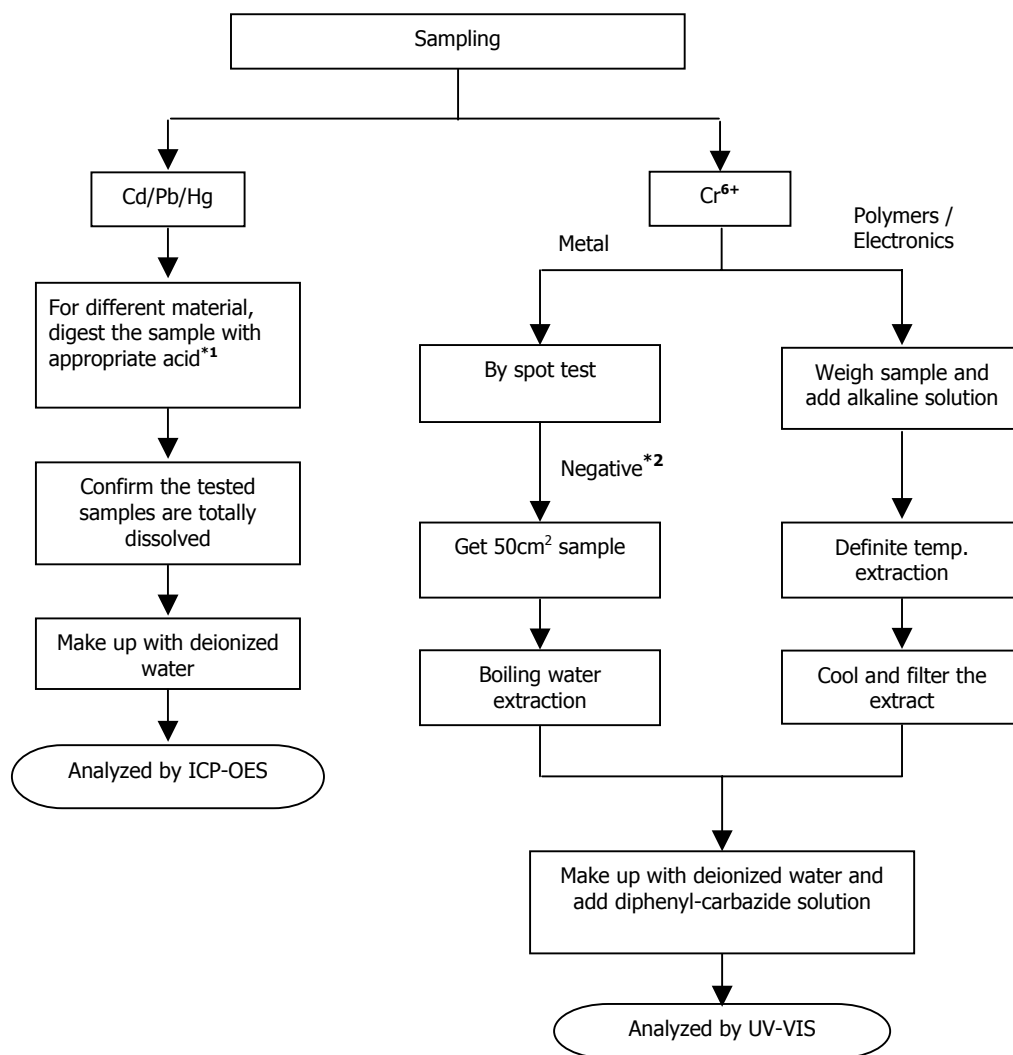 Sampling
Cd/Pb/Hg
For different material,
digest the sample with
appropriate acid*1
Confirm the tested
samples are totally
dissolved
Make up with deionized
water
Analyzed by ICP-OES
Cr6+
Metal
Polymers /
Electronics
By spot test
Negative*2
Get 50cm2 sample
Boiling water
extraction
Weigh sample and
add alkaline solution
Definite temp.
extraction
Cool and filter the
extract
Make up with deionized water and
add diphenyl-carbazide solution
Analyzed by UV-VIS